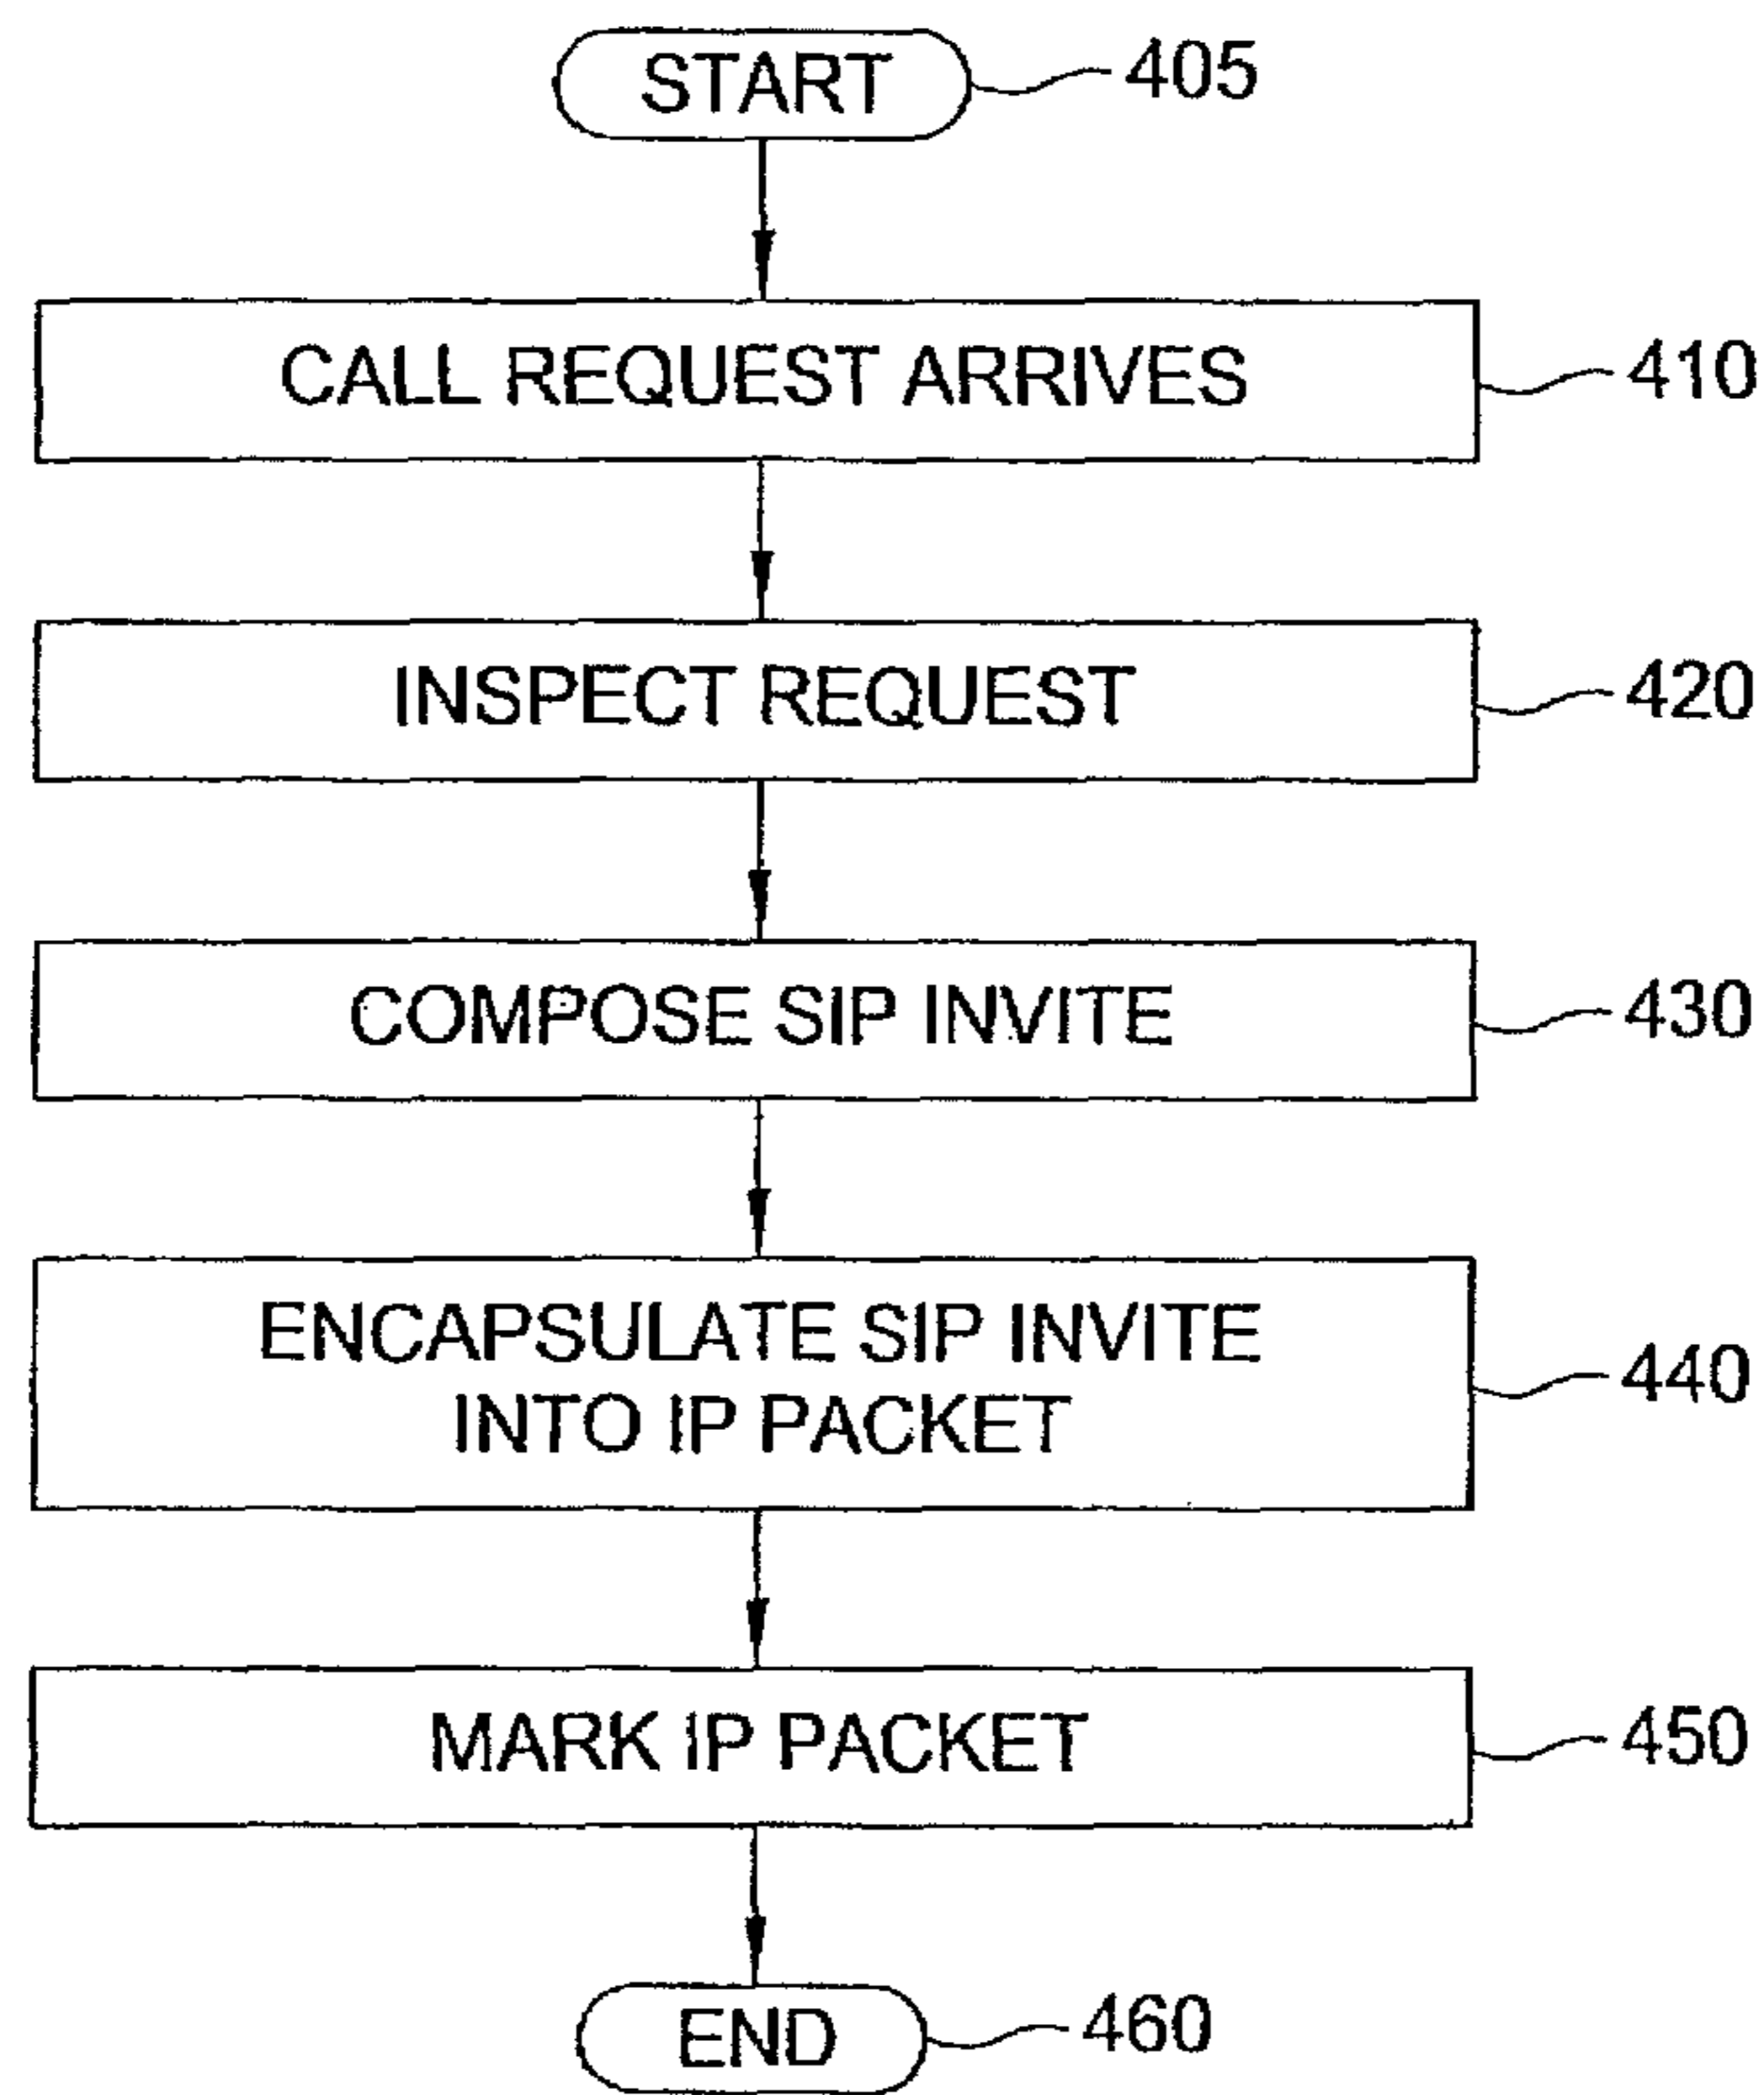 START
405
CALL REQUEST ARRIVES
410
INSPECT REQUEST
420
COMPOSE SIP INVITE
430
ENCAPSULATE SIP INVITE
INTO IP PACKET
440
MARK IP PACKET
450
END
460